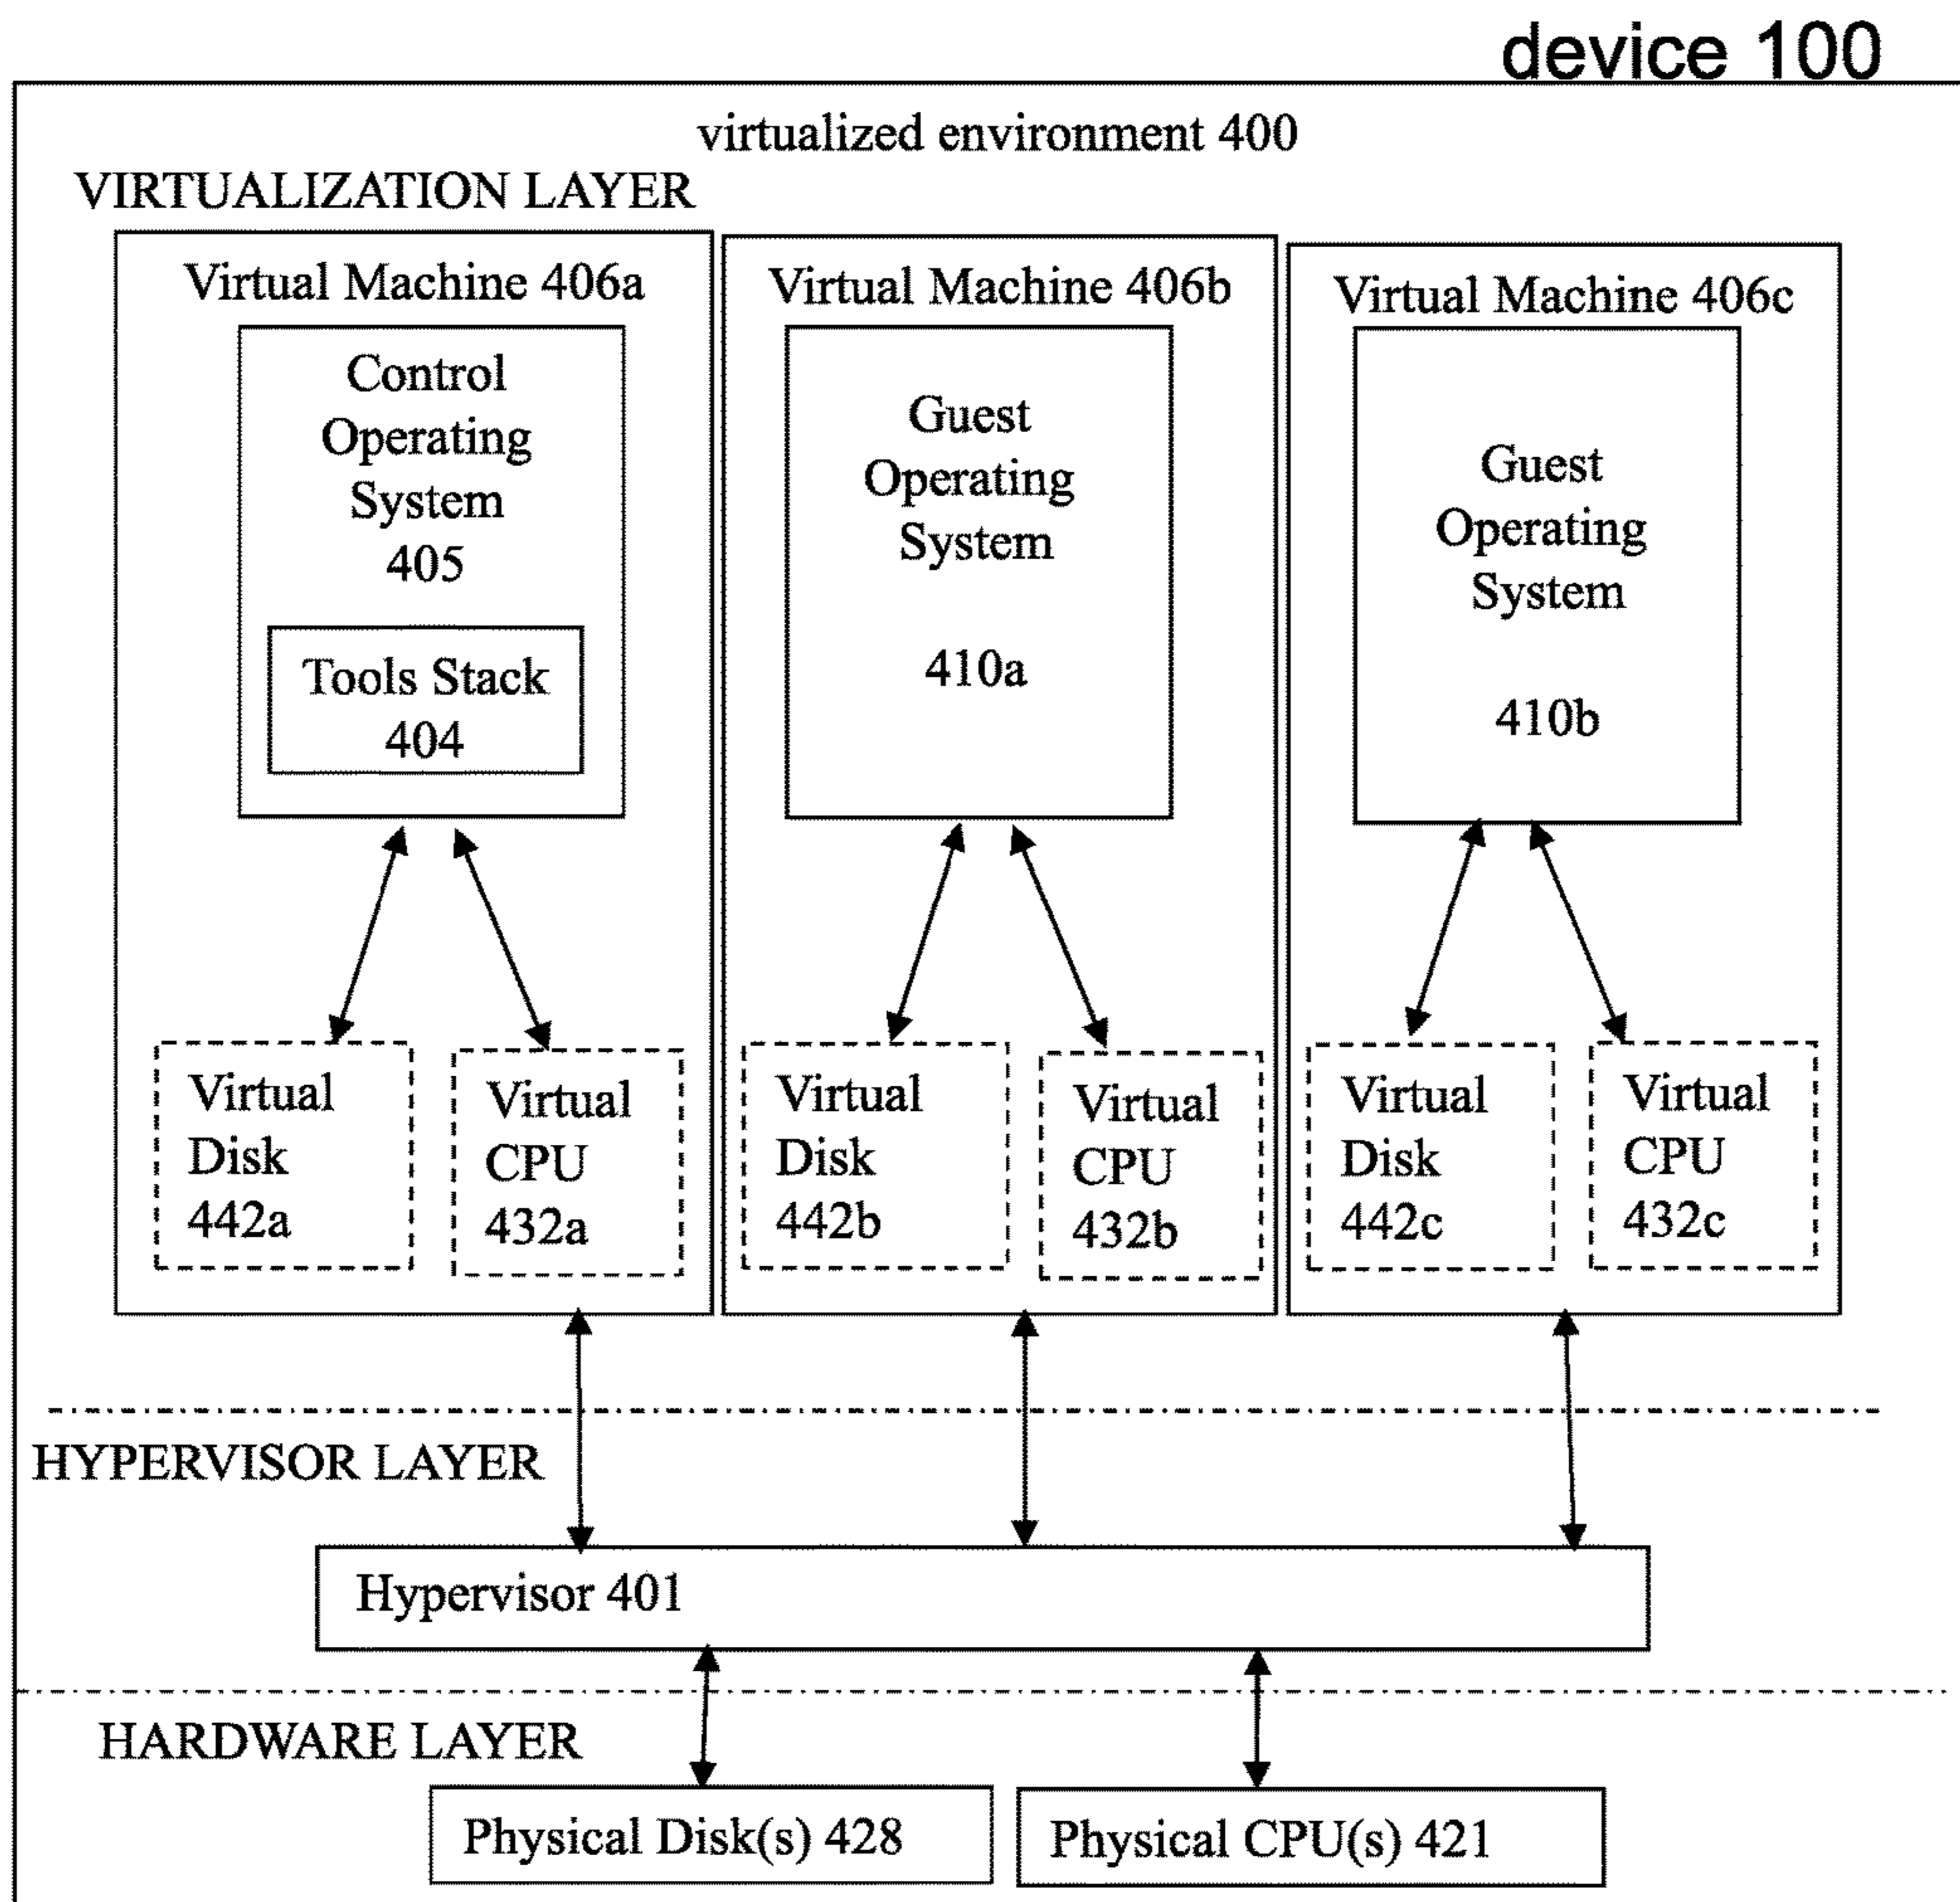 device 100
virtualized environment 400
VIRTUALIZATION LAYER
Virtual Machine 406a
Control
Operating
System
405
Tools Stack
404
Virtual
Disk
442a
Virtual
CPU
432a
Virtual Machine 406b
Guest
Operating
System
410a
Virtual
Disk
442b
Virtual
CPU
432b
Virtual Machine 406c
Guest
Operating
System
410b
Virtual
Disk
442c
Virtual
CPU
432c
HYPERVISOR LAYER
Hypervisor 401
HARDWARE LAYER
Physical Disk(s) 428
Physical CPU(s) 421